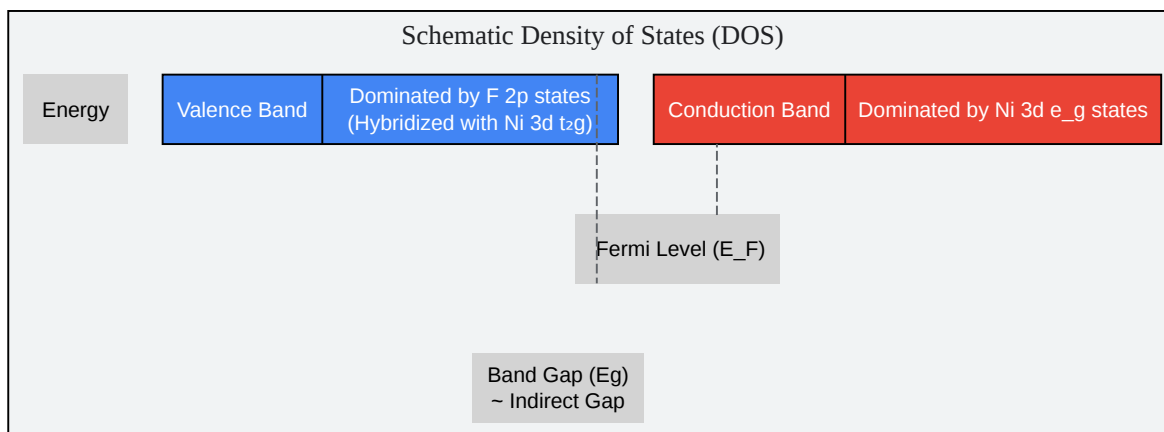 Schematic Density of States (DOS)
Energy
Valence Band
Dominated by F 2p states
(Hybridized with Ni 3d t₂g)
Conduction Band
Dominated by Ni 3d e_g states
Fermi Level (E_F)
Band Gap (Eg)
~ Indirect Gap